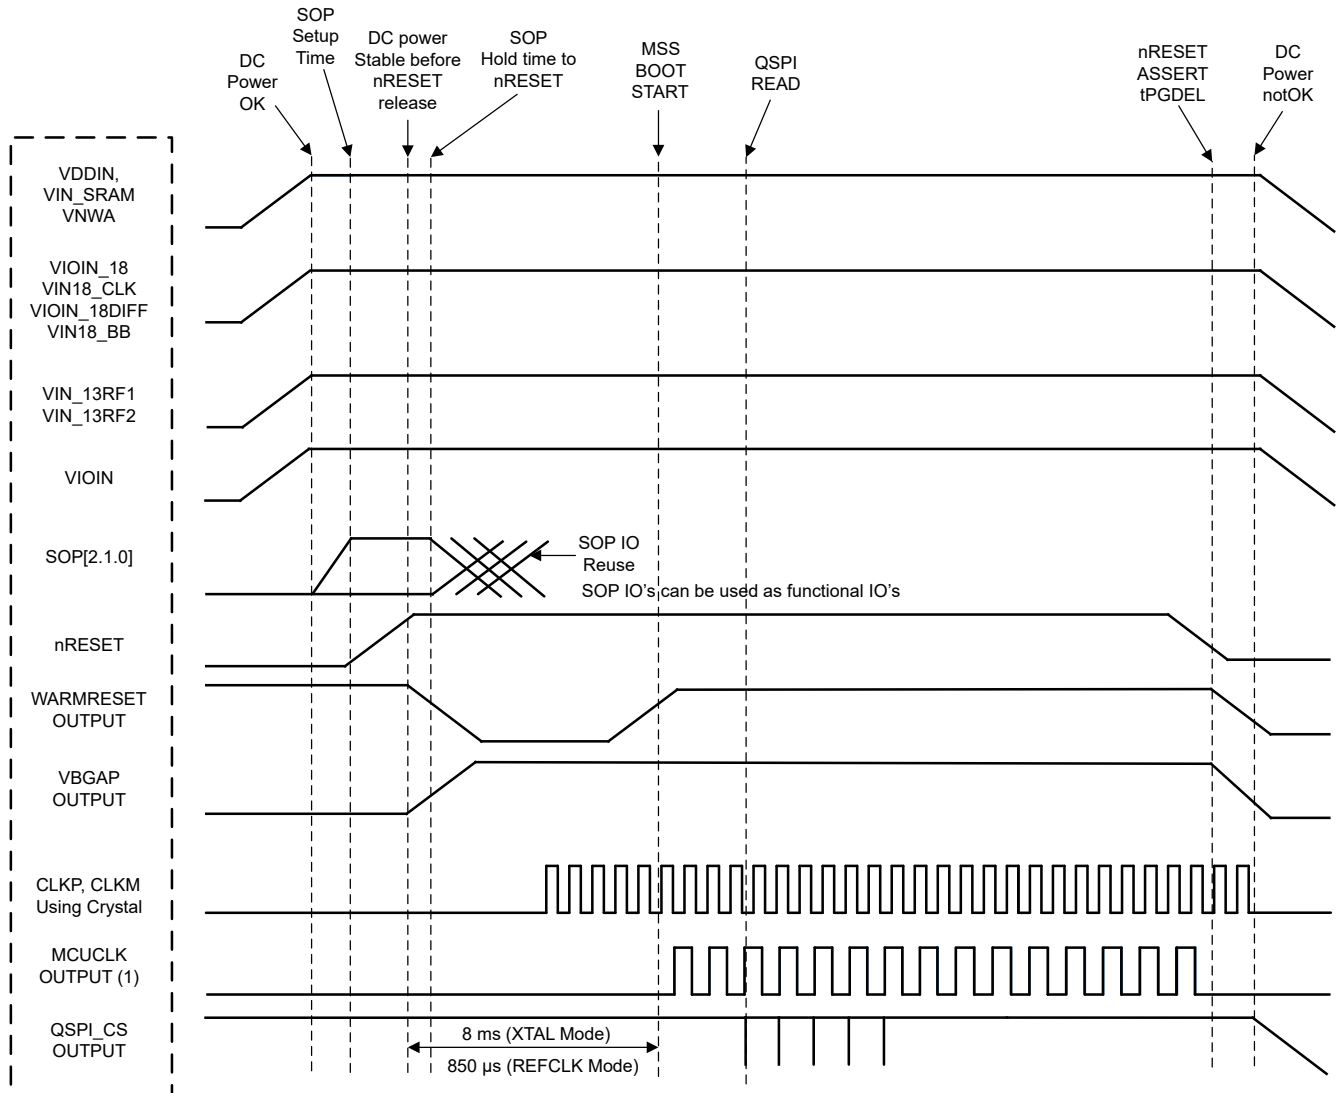 SOP
Setup
Time
DC power
Stable before
nRESET
release
SOP
Hold time to
nRESET
DC
Power
OK
MSS
BOOT
START
QSPI
READ
nRESET
ASSERT
tPGDEL
DC
Power
notOK
VDDIN,
VIN_SRAM
VNWA
VIOIN_18
VIN18_CLK
VIOIN_18DIFF
VIN18_BB
VIN_13RF1
VIN_13RF2
VIOIN
SOP[2.1.0]
SOP IO
Reuse
SOP IO's can be used as functional IO's
nRESET
WARMRESET
OUTPUT
VBGAP
OUTPUT
CLKP, CLKM
Using Crystal
MCUCLK
OUTPUT (1)
QSPI_CS
OUTPUT
8 ms (XTAL Mode)
850 µs (REFCLK Mode)